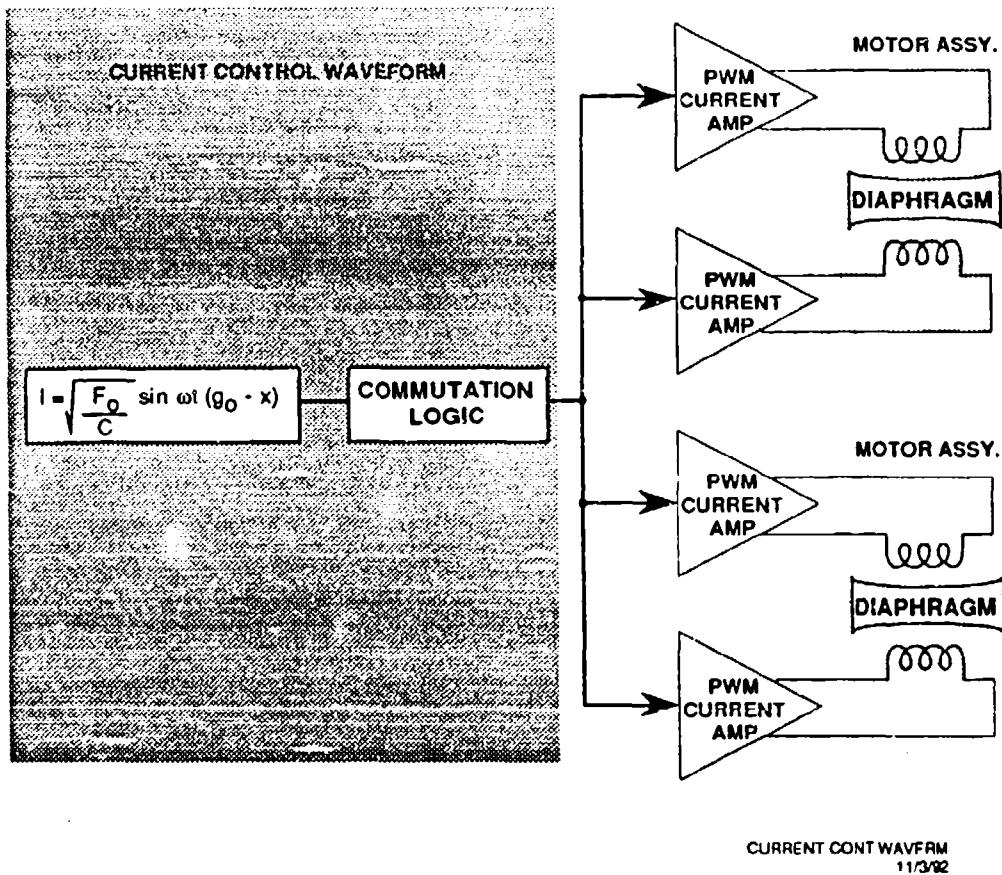 CURRENT CONTROL WAVEFORM
I = √(F₀/C) sin ωt (g₀ - x)
COMMUTATION
LOGIC
PWM
CURRENT
AMP
MOTOR ASSY.
DIAPHRAGM
PWM
CURRENT
AMP
PWM
CURRENT
AMP
MOTOR ASSY.
DIAPHRAGM
PWM
CURRENT
AMP
CURRENT CONT WAVFRM
11/3/92